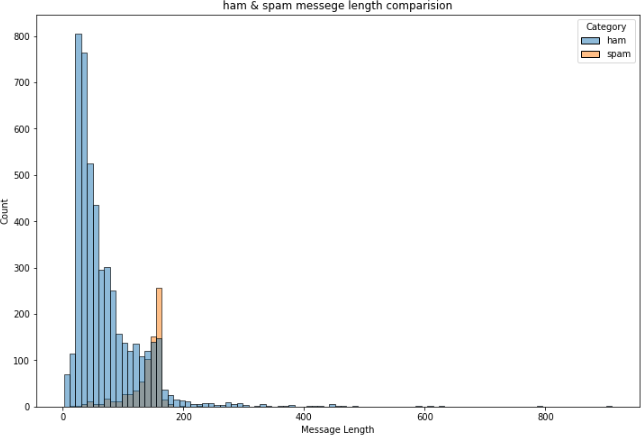 ham & spam messege length comparision
Category
ham
spam
Count
800
700
600
500
400
300
200
100
0
0
200
400
600
800
Message Length